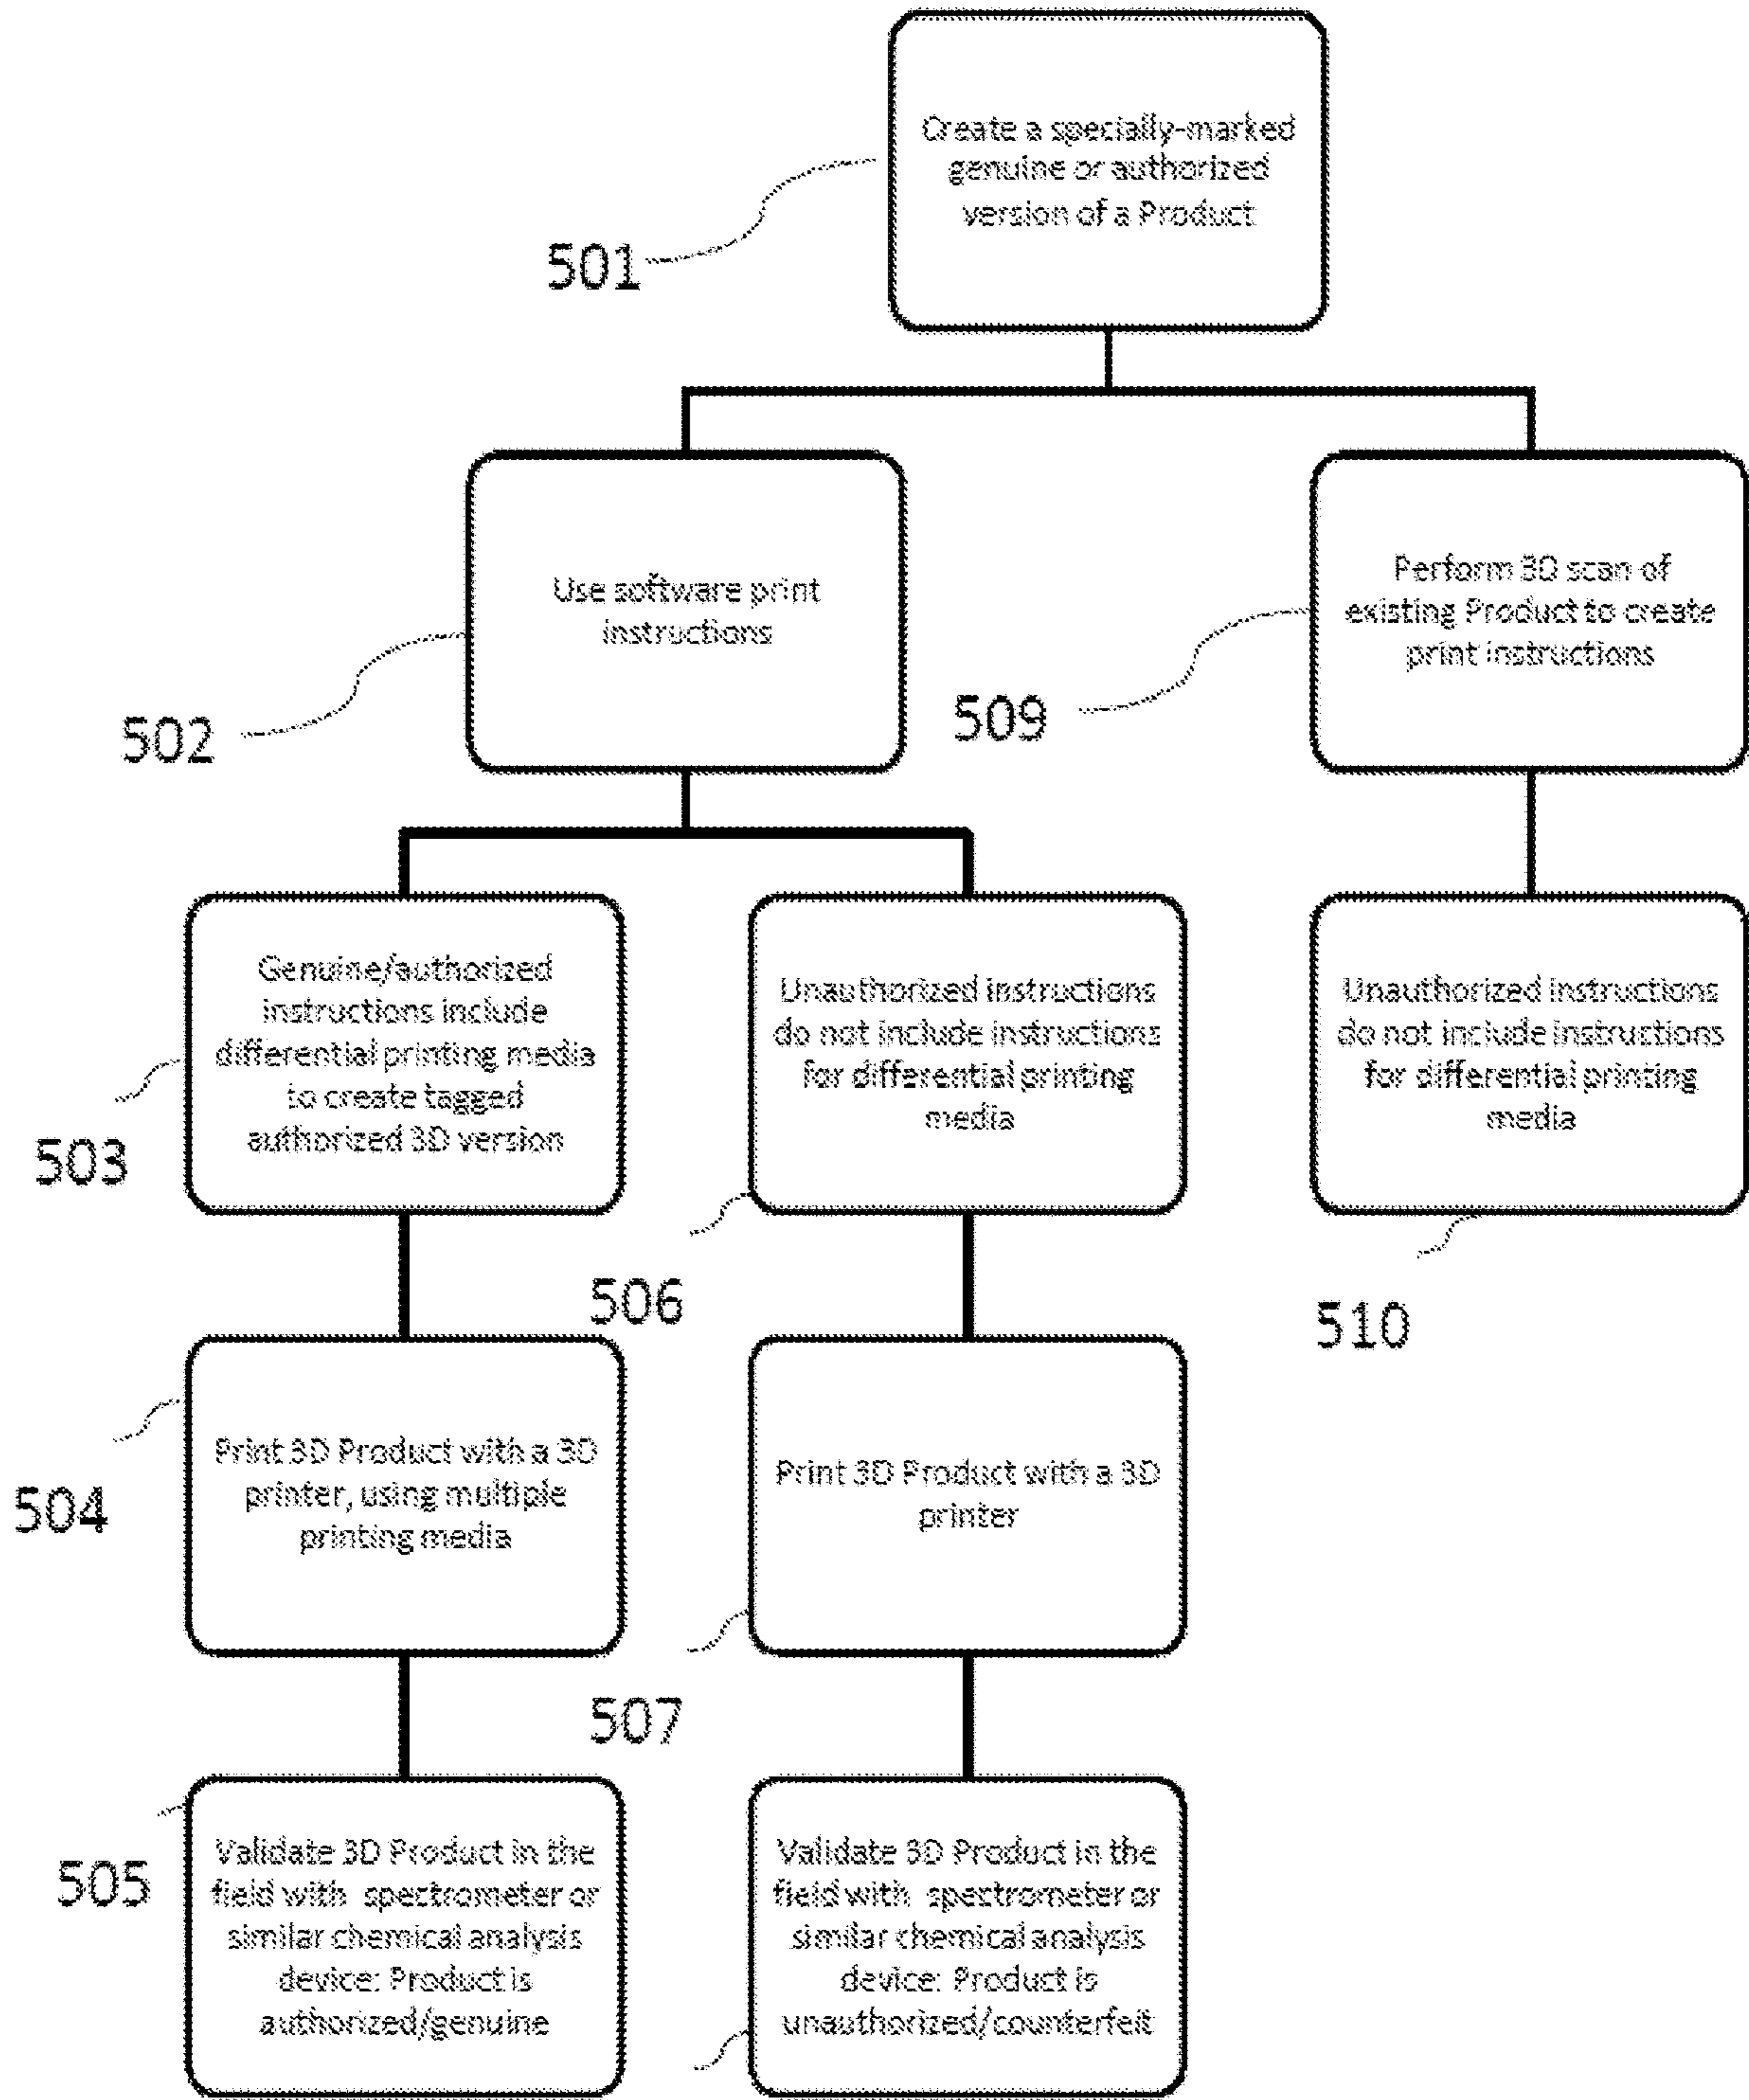 Create a specially-marked
genuine or authorized
version of a Product
501
Use software print
instructions
502
Perform 3D scan of
existing Product to create
print instructions
509
Genuine/authorized
instructions include
differential printing media
to create tagged
authorized 3D version
503
Unauthorized instructions
do not include instructions
for differential printing
media
506
Unauthorized instructions
do not include instructions
for differential printing
media
510
Print 3D Product with a 3D
printer, using multiple
printing media
504
Print 3D Product with a 3D
printer
507
Validate 3D Product in the
field with spectrometer or
similar chemical analysis
device: Product is
authorized/genuine
505
Validate 3D Product in the
field with spectrometer or
similar chemical analysis
device: Product is
unauthorized/counterfeit